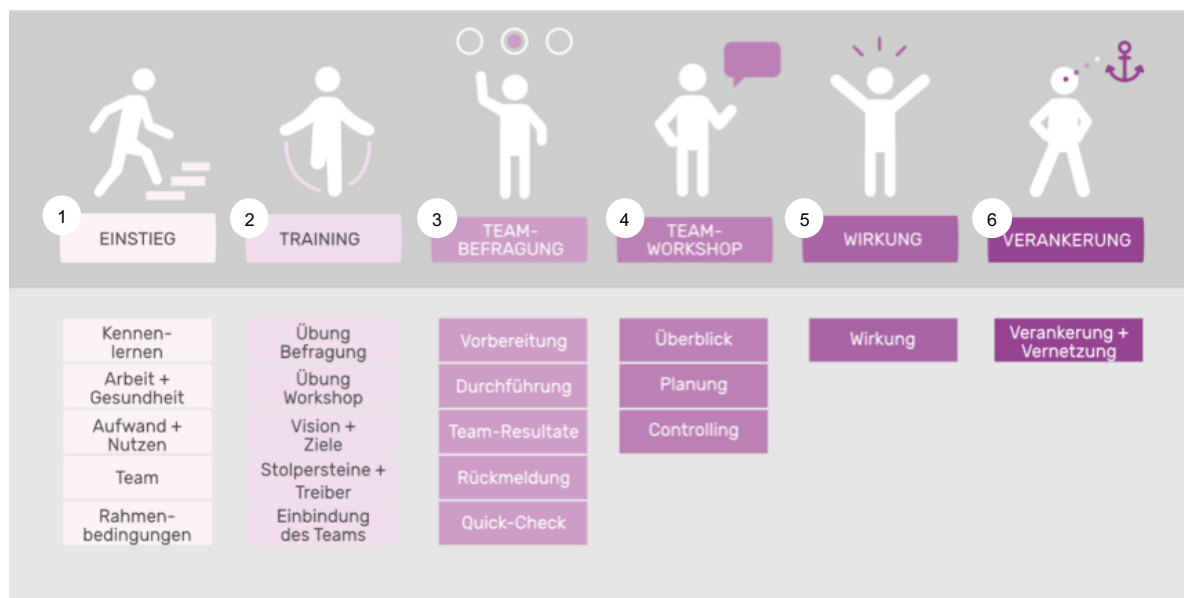 1
EINSTIEG
2
TRAINING
3
TEAM-
BEFRAGUNG
4
TEAM-
WORKSHOP
5
WIRKUNG
6
VERANKERUNG
Kennen-
lernen
Arbeit +
Gesundheit
Aufwand +
Nutzen
Team
Rahmen-
bedingungen
Übung
Befragung
Übung
Workshop
Vision +
Ziele
Stolpersteine +
Treiber
Einbindung
des Teams
Vorbereitung
Durchführung
Team-Resultate
Rückmeldung
Quick-Check
Überblick
Planung
Controlling
Wirkung
Verankerung +
Vernetzung